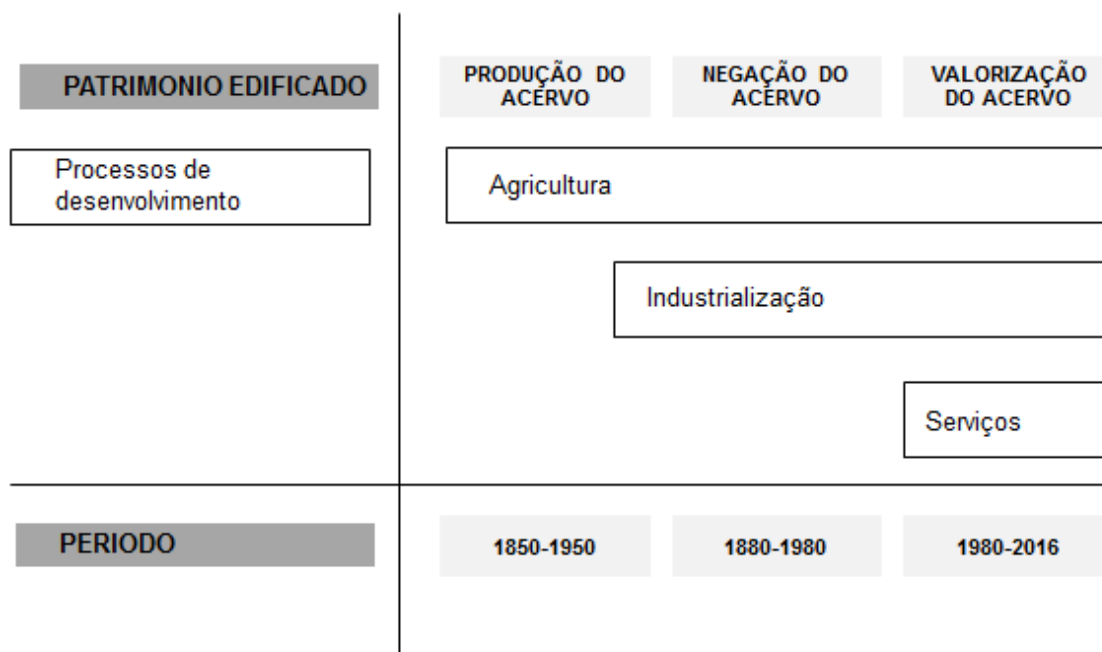 PATRIMONIO EDIFICADO
PRODUÇÃO DO
ACERVO
NEGAÇÃO DO
ACERVO
VALORIZAÇÃO
DO ACERVO
Processos de
desenvolvimento
Agricultura
Industrialização
Serviços
PERIODO
1850-1950
1880-1980
1980-2016